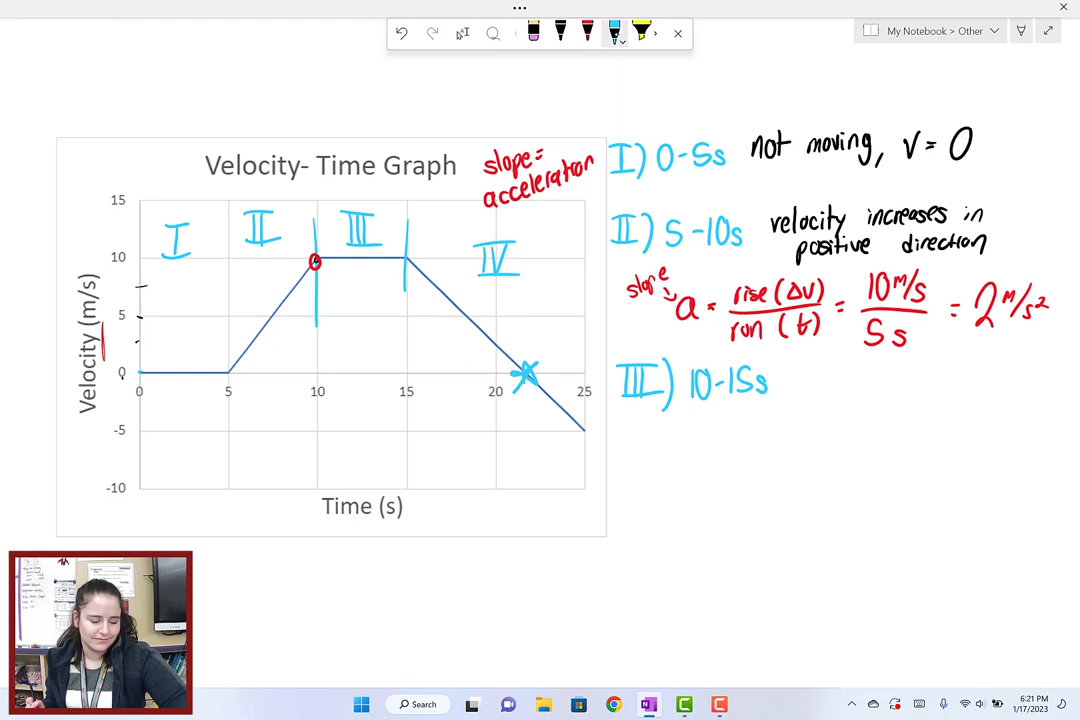 My Notebook > Other
Velocity- Time Graph
slope=
acceleration
15
10
5
0
-5
-10
Velocity (m/s)
I
II
III
IV
0
5
10
15
20
25
Time (s)
I) 0-5s not moving, v = 0
II) 5-10s velocity increases in
positive direction
slope
a = rise (Δv) / run (t) = 10 m/s / 5 s = 2 m/s²
III) 10-15s
Search
6:21 PM
1/17/2023